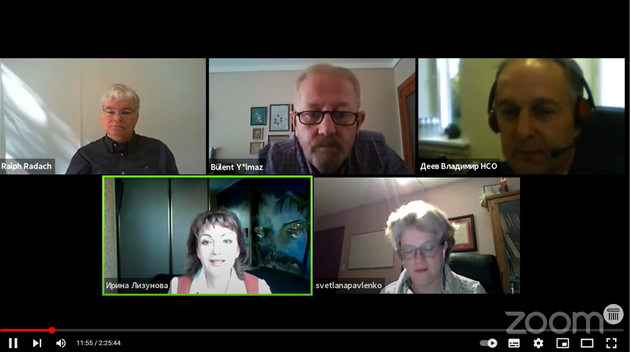 Ralph Radach
Bülent Y*lmaz
Деев Владимир НСО
Ирина Лизунова
svetlanapavlenko
zoom
11:55 / 2:25:44